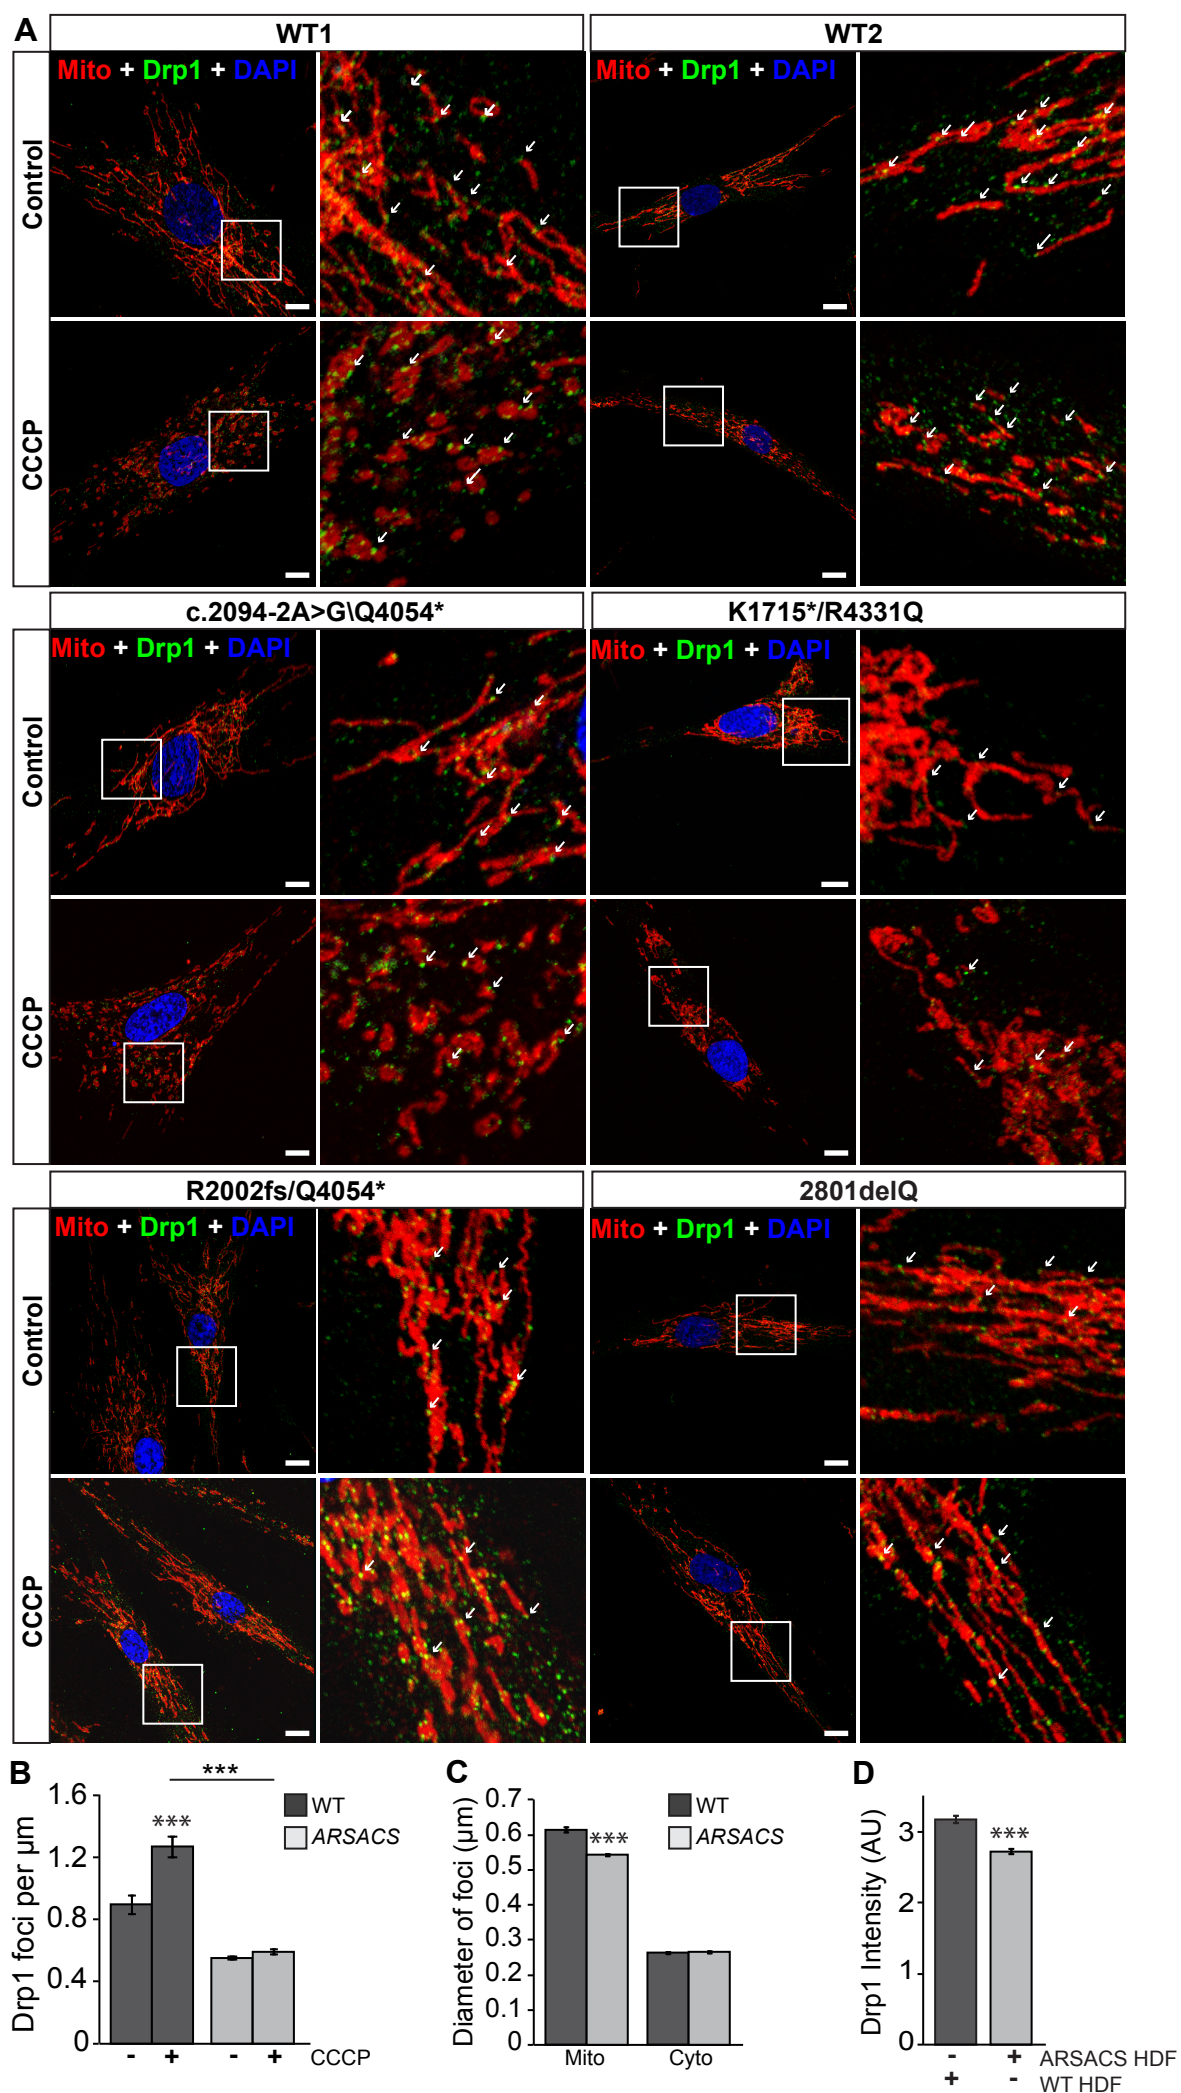 A
WT1
WT2
Control
Mito + Drp1 + DAPI
Mito + Drp1 + DAPI
CCCP
c.2094-2A>G\Q4054*
K1715*/R4331Q
Control
Mito + Drp1 + DAPI
Mito + Drp1 + DAPI
CCCP
R2002fs/Q4054*
2801delQ
Control
Mito + Drp1 + DAPI
Mito + Drp1 + DAPI
CCCP
B
Drp1 foci per µm
1.6
1.2
0.8
0.4
0
***
***
WT
ARSACS
- + - + CCCP
C
Diameter of foci (µm)
0.7
0.6
0.5
0.4
0.3
0.2
0.1
0
***
WT
ARSACS
Mito Cyto
D
Drp1 Intensity (AU)
3
2
1
0
***
- + ARSACS HDF
+ - WT HDF